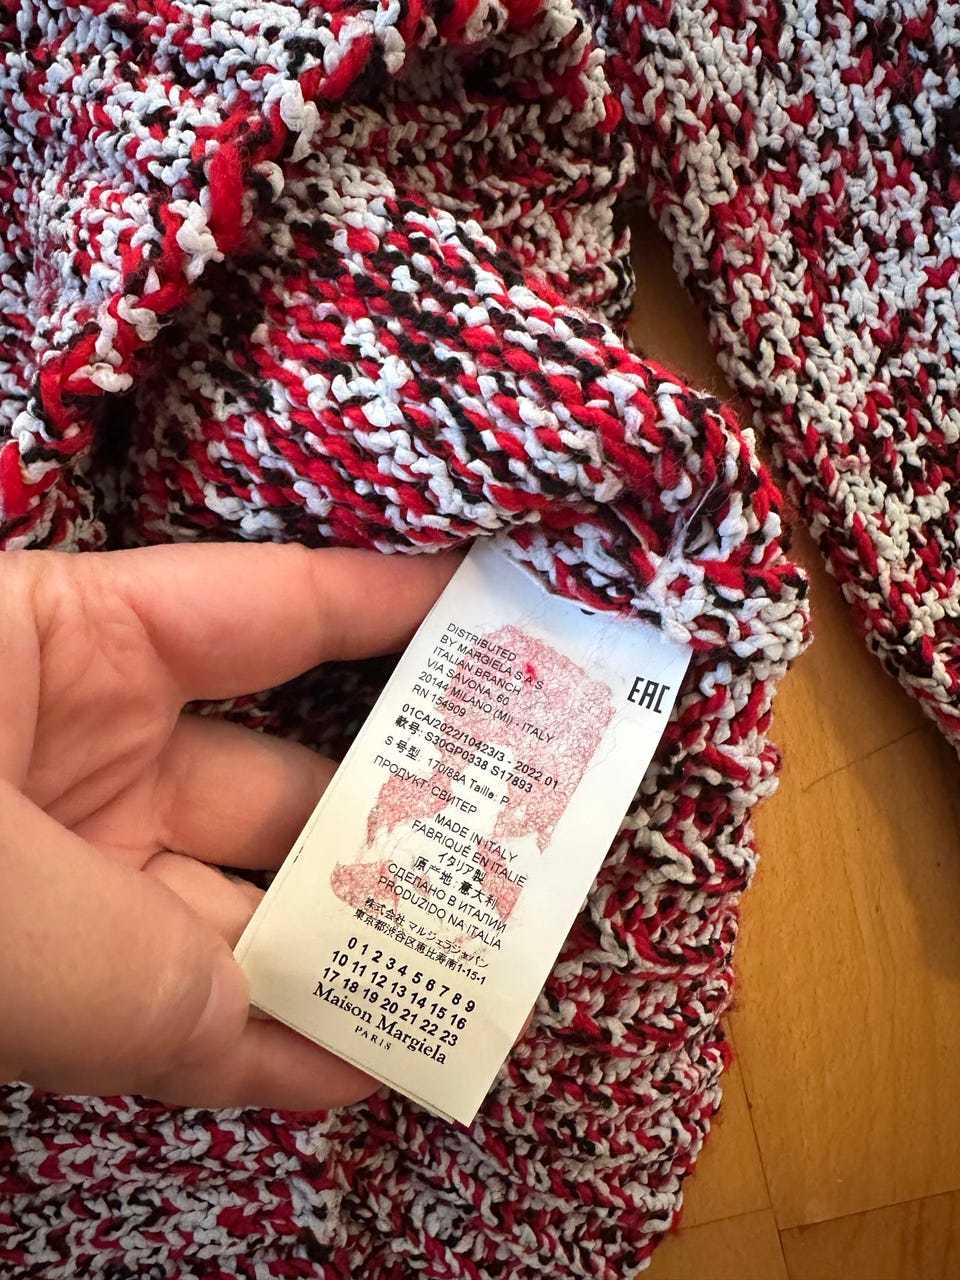 DISTRIBUTED
BY MARGIELA S.A.S.
ITALIAN BRANCH
VIA SAVONA, 60
20144 MILANO (MI) - ITALY
RN 154909
EAC
01CA/2022/10423/3 - 2022 01
款号: S30GP0338 S17893
S 号型: 170/88A Taille: P
ПРОДУКТ: СВИТЕР
MADE IN ITALY
FABRIQUÉ EN ITALIE
イタリア製
原产地: 意大利
СДЕЛАНО В ИТАЛИИ
PRODUZIDO NA ITALIA
株式会社 マルジェラジャパン
東京都渋谷区恵比寿南1-15-1
0 1 2 3 4 5 6 7 8 9
10 11 12 13 14 15 16
17 18 19 20 21 22 23
Maison Margiela
PARIS